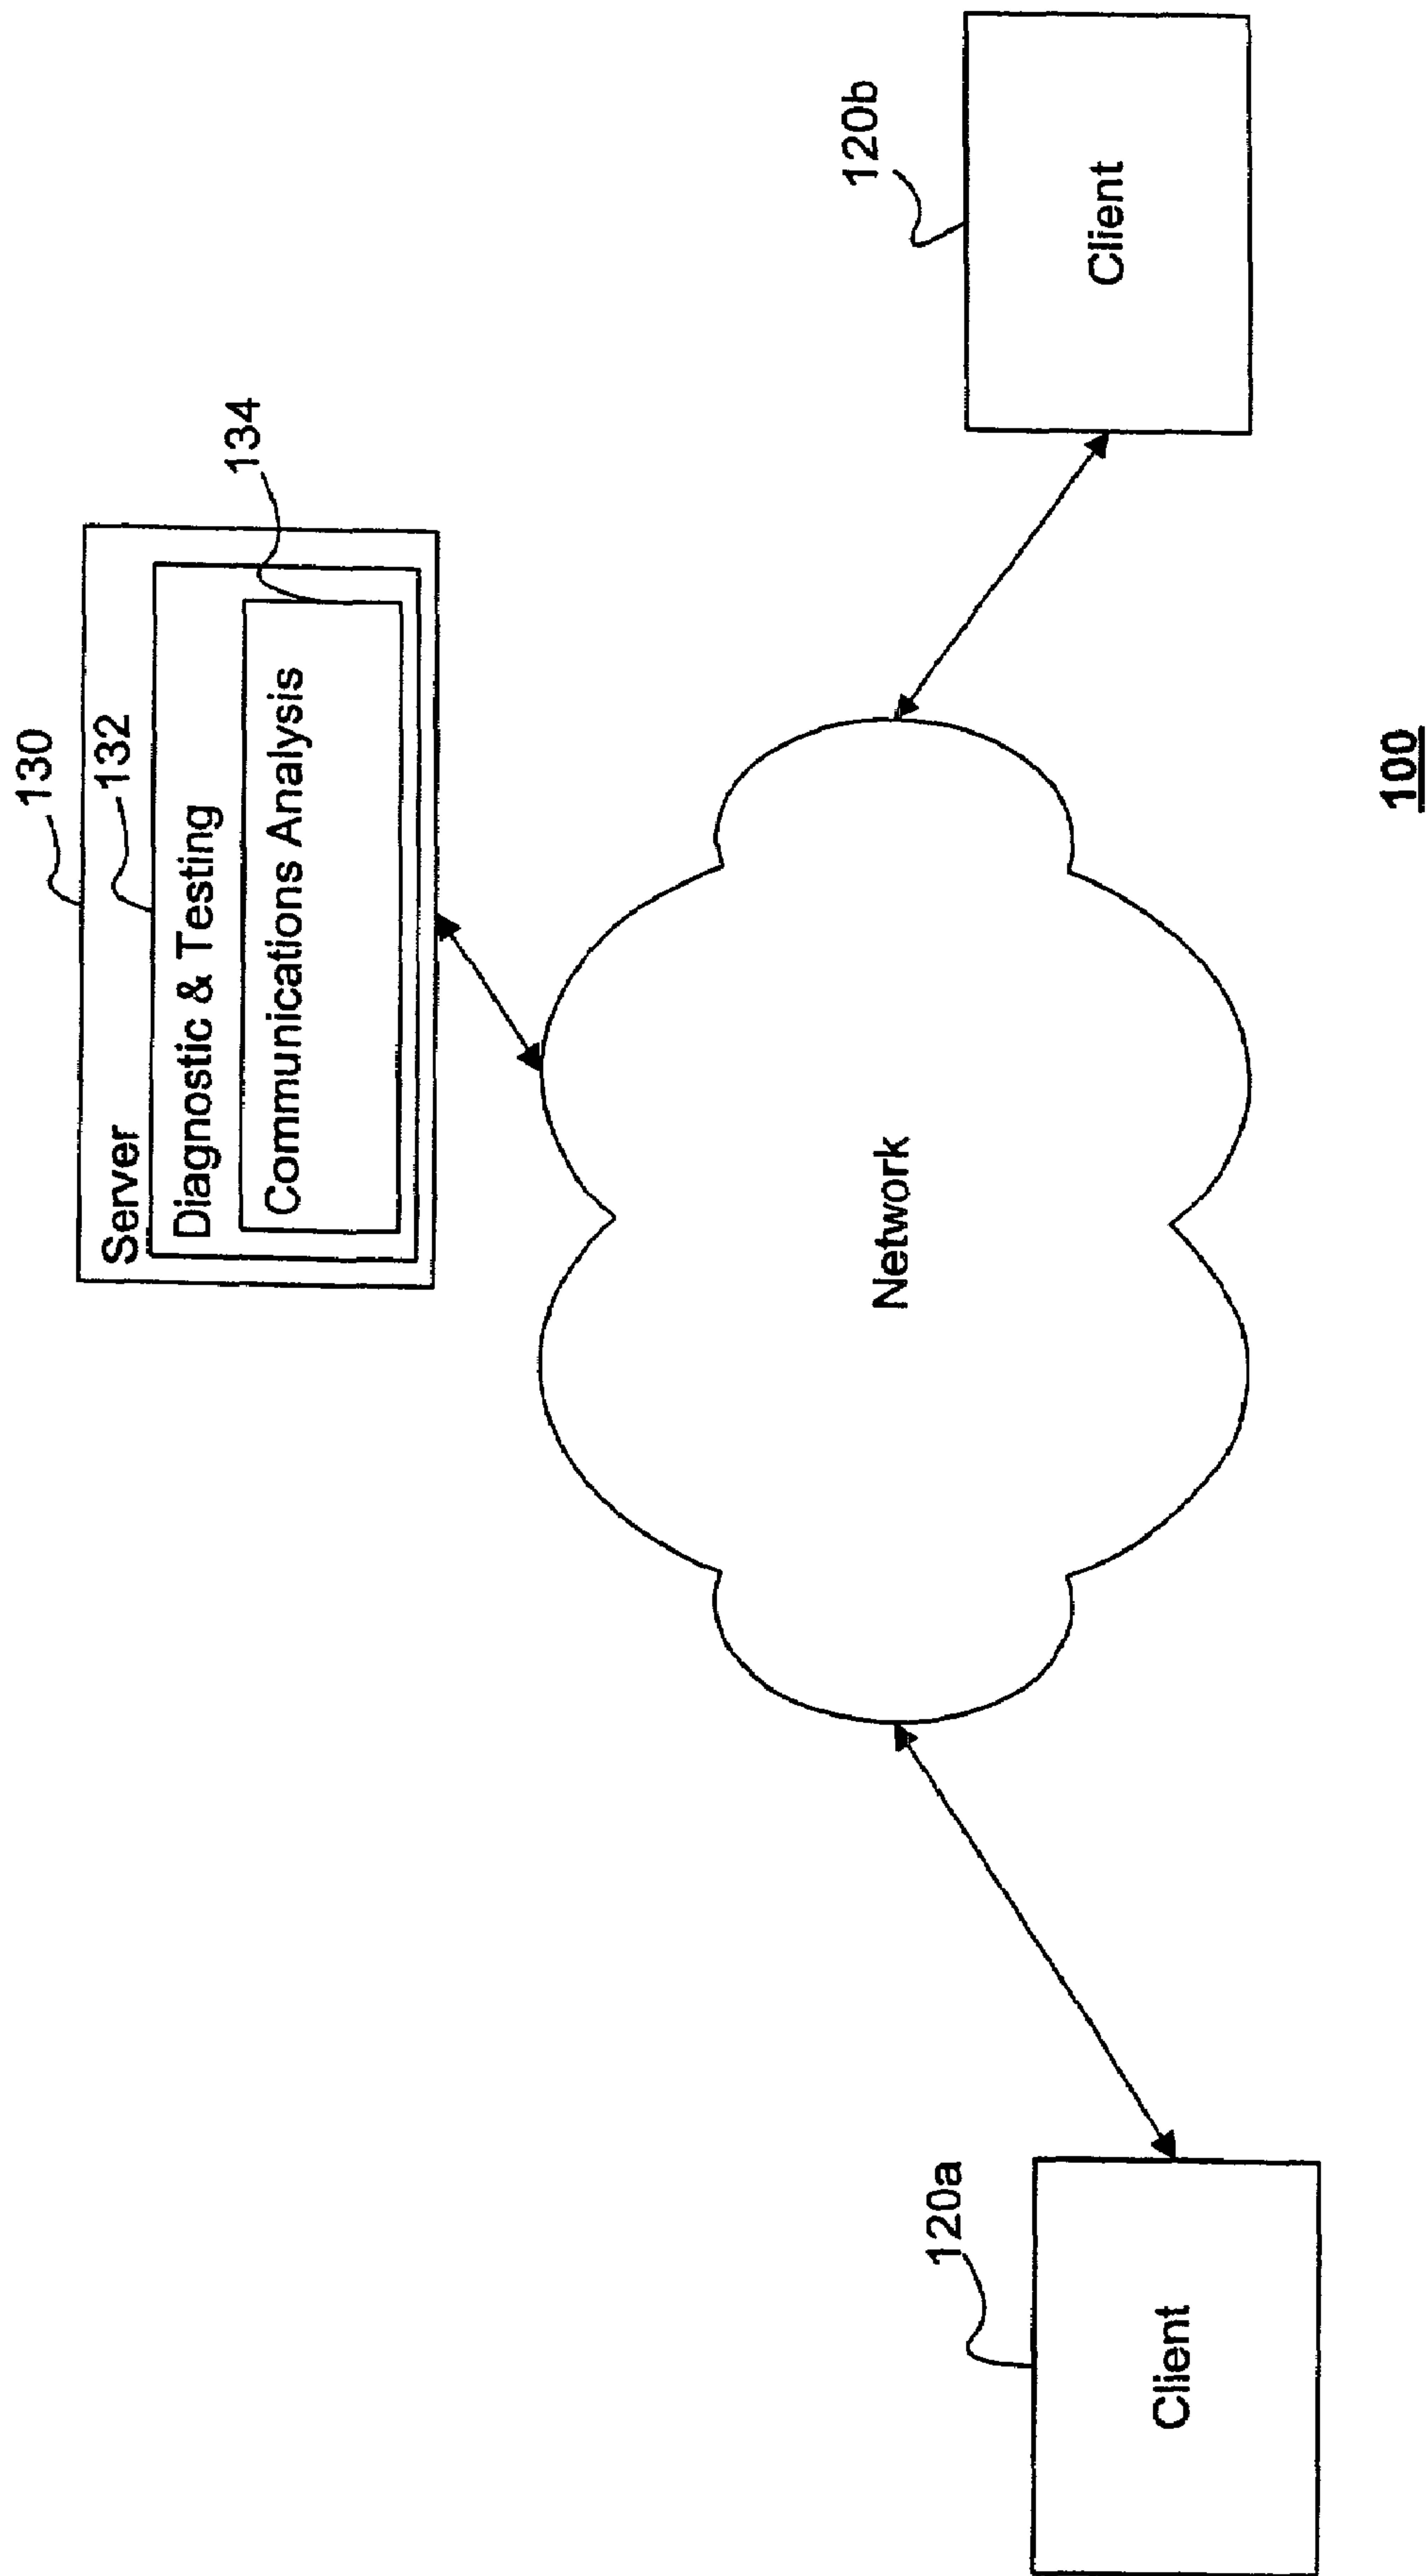 130
132
Server
Diagnostic & Testing
134
Communications Analysis
120b
Client
Network
120a
Client
100